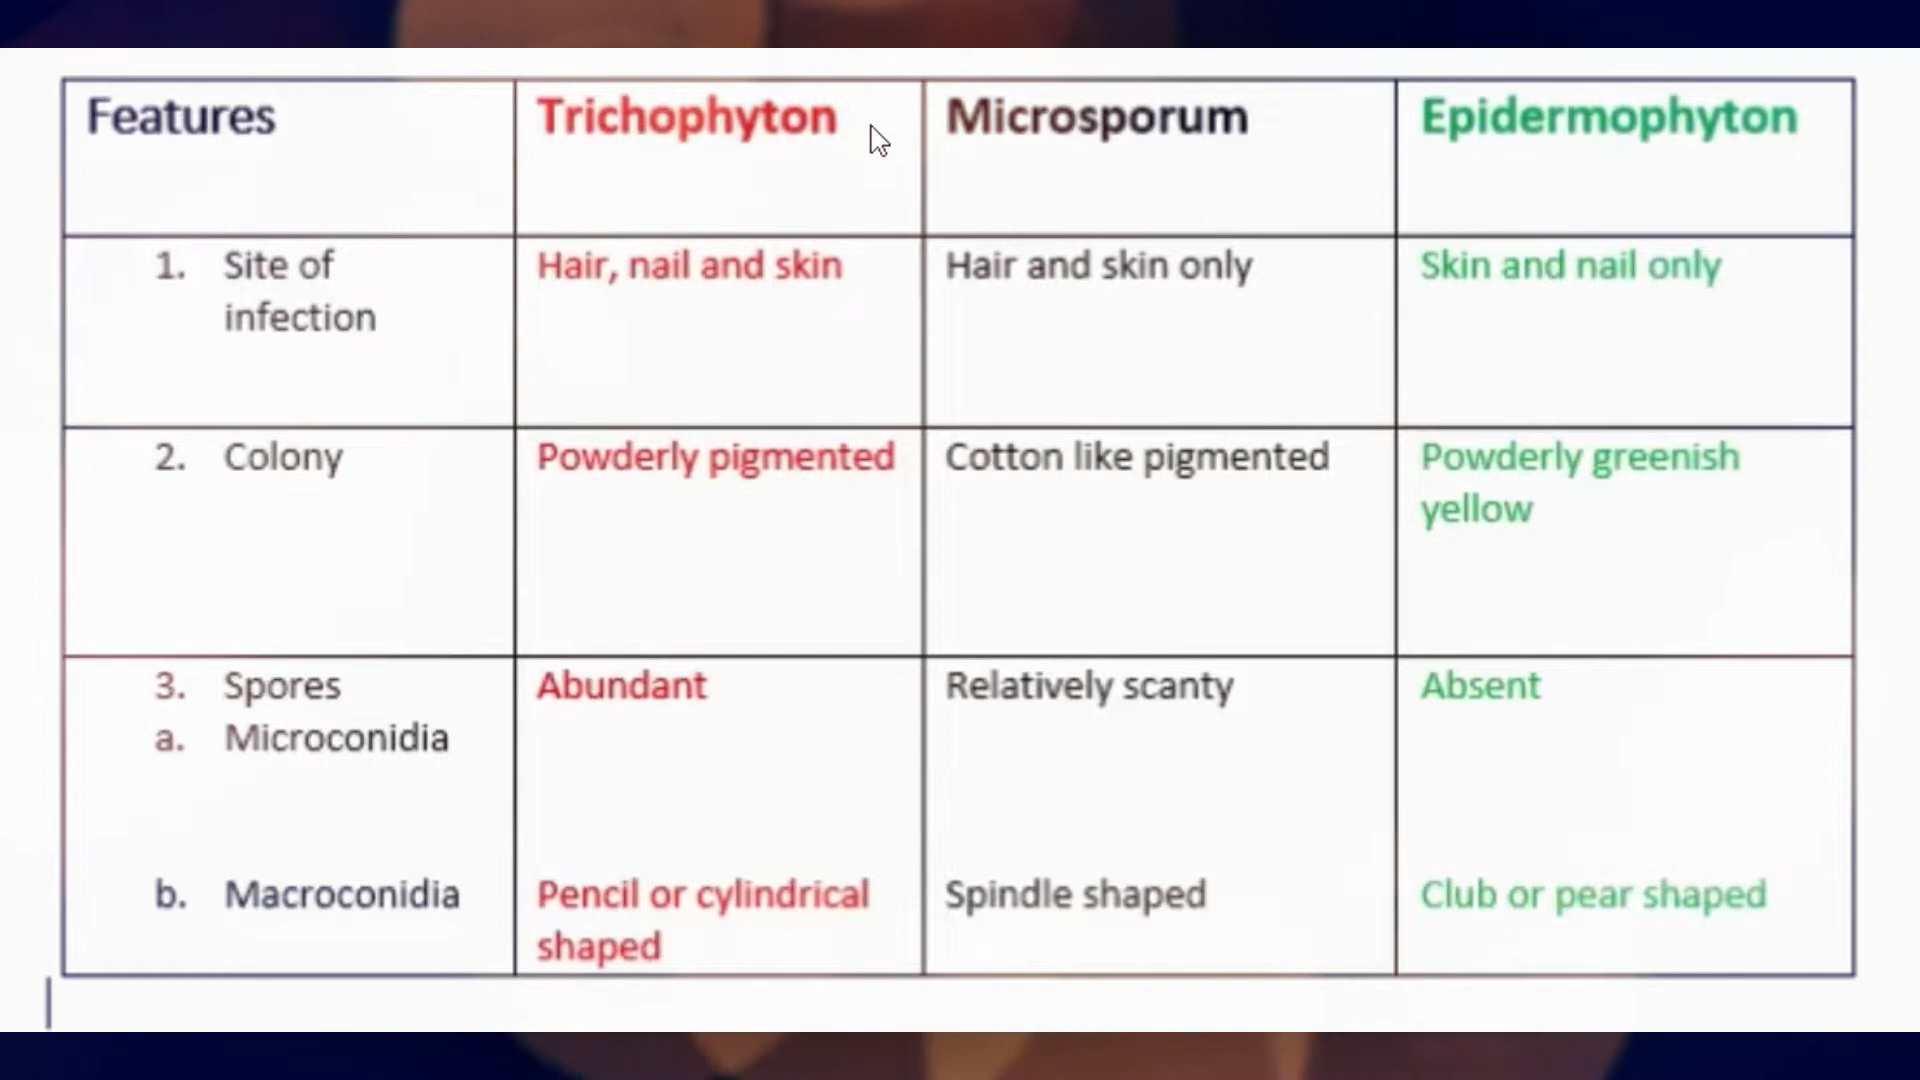 Features Trichophyton Microsporum Epidermophyton
1. Site of Hair, nail and skin Hair and skin only Skin and nail only
infection
2. Colony Powderly pigmented Cotton like pigmented Powderly greenish
yellow
3. Spores Abundant Relatively scanty Absent
a. Microconidia
b. Macroconidia Pencil or cylindrical Spindle shaped Club or pear shaped
shaped